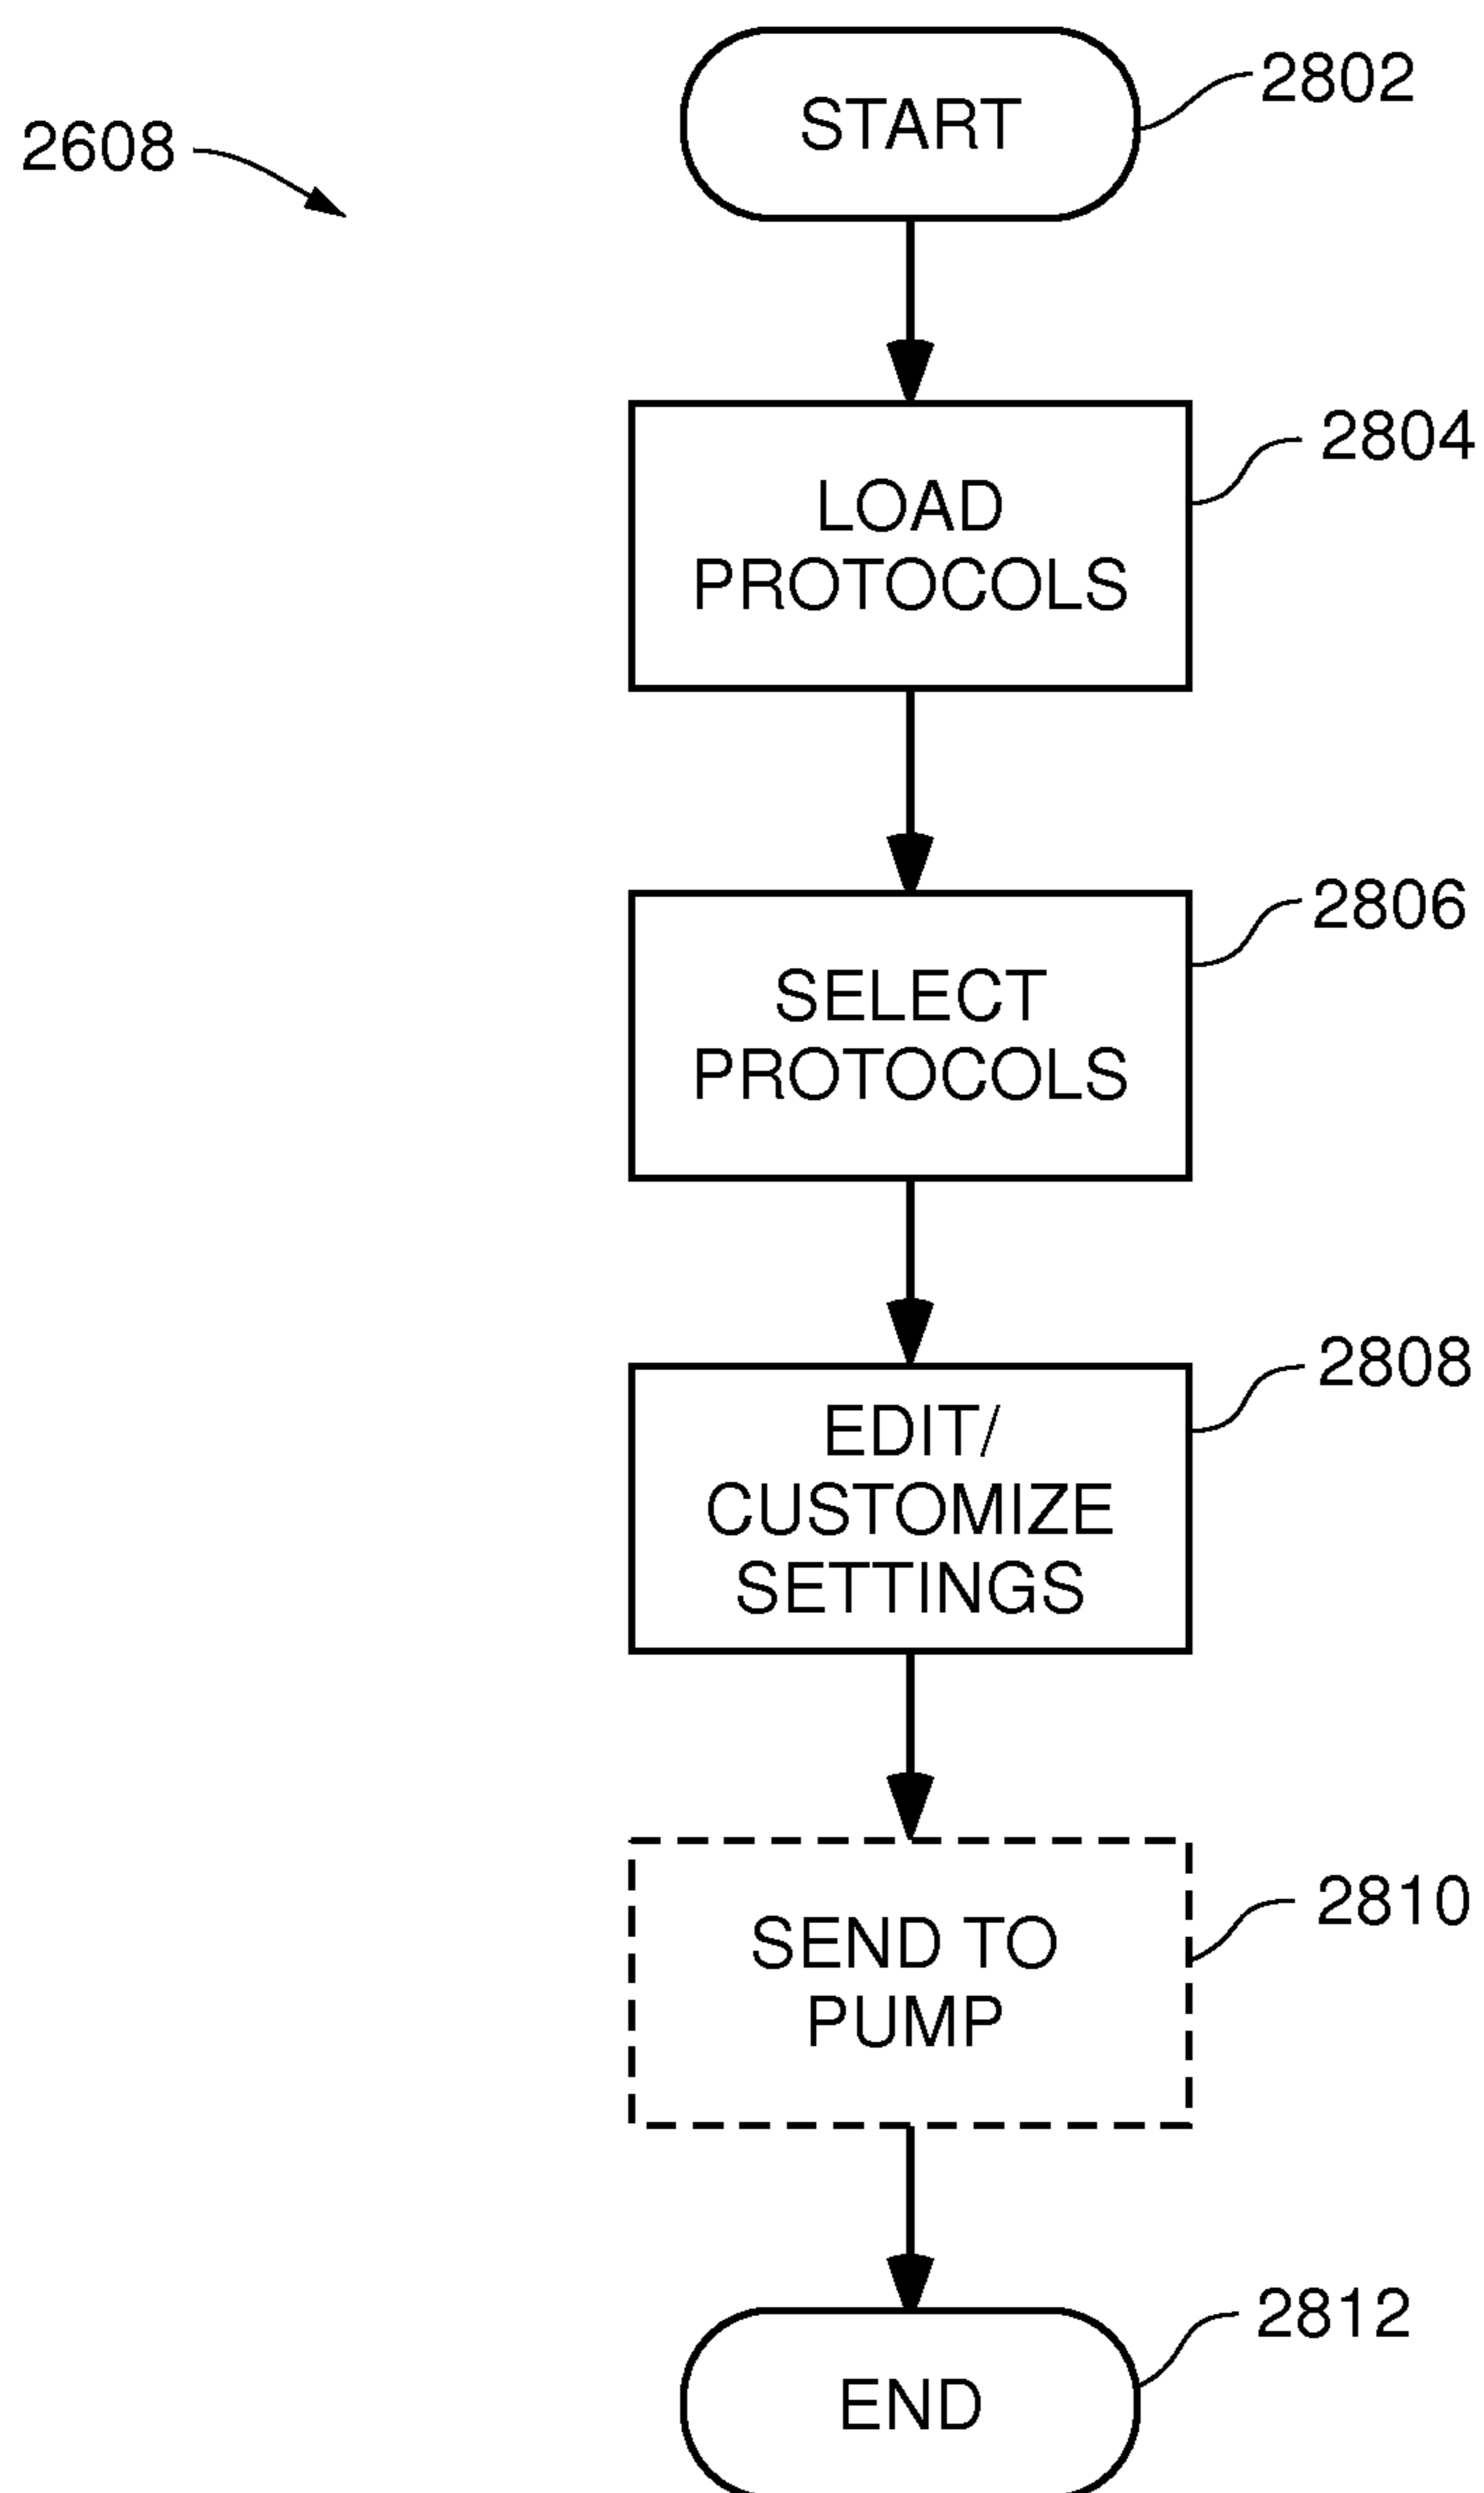 2608
START
2802
LOAD
PROTOCOLS
2804
SELECT
PROTOCOLS
2806
EDIT/
CUSTOMIZE
SETTINGS
2808
SEND TO
PUMP
2810
END
2812